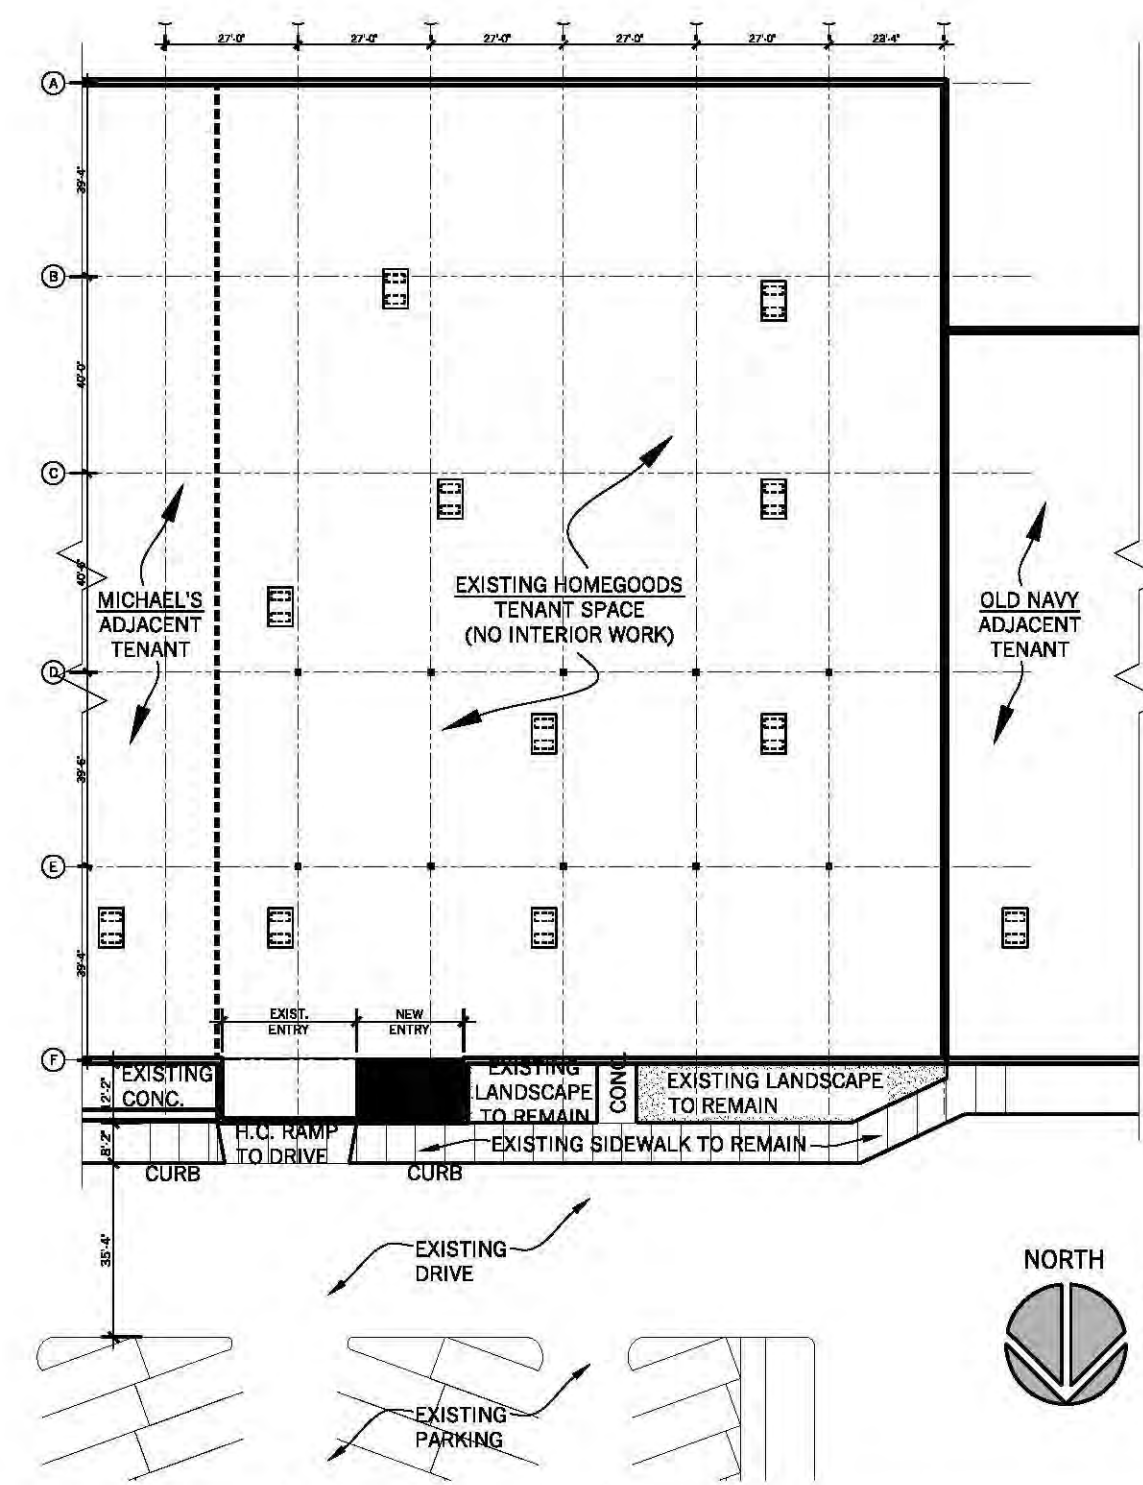 27'-0" 27'-0" 27'-0" 27'-0" 27'-0" 23'-4"
A
39'-4"
B
40'-0"
C
40'-6"
MICHAEL'S
ADJACENT
TENANT
EXISTING HOMEGOODS
TENANT SPACE
(NO INTERIOR WORK)
OLD NAVY
ADJACENT
TENANT
D
39'-6"
E
39'-4"
EXIST.
ENTRY
NEW
ENTRY
F
12'-2"
EXISTING
CONC.
EXISTING
LANDSCAPE
TO REMAIN
CONC.
EXISTING LANDSCAPE
TO REMAIN
8'-2"
H.C. RAMP
TO DRIVE
EXISTING SIDEWALK TO REMAIN
CURB
CURB
35'-4"
EXISTING
DRIVE
NORTH
EXISTING
PARKING